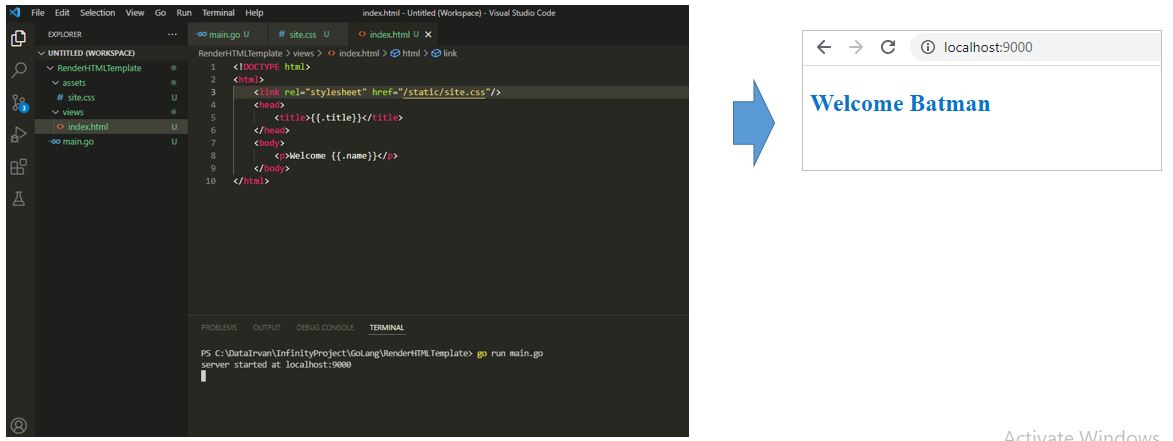 File Edit Selection View Go Run Terminal Help index.html - Untitled (Workspace) - Visual Studio Code
EXPLORER ···
UNTITLED (WORKSPACE)
RenderHTMLTemplate
assets
# site.css U
views
<> index.html U
main.go U
3
main.go U # site.css U <> index.html U ×
RenderHTMLTemplate > views > <> index.html > html > link
1 <!DOCTYPE html>
2 <html>
3 <link rel="stylesheet" href="/static/site.css"/>
4 <head>
5 <title>{{.title}}</title>
6 </head>
7 <body>
8 <p>Welcome {{.name}}</p>
9 </body>
10 </html>
PROBLEMS OUTPUT DEBUG CONSOLE TERMINAL
PS C:\DataIrvan\InfinityProject\GoLang\RenderHTMLTemplate> go run main.go
server started at localhost:9000
localhost:9000
Welcome Batman
Activate Windows